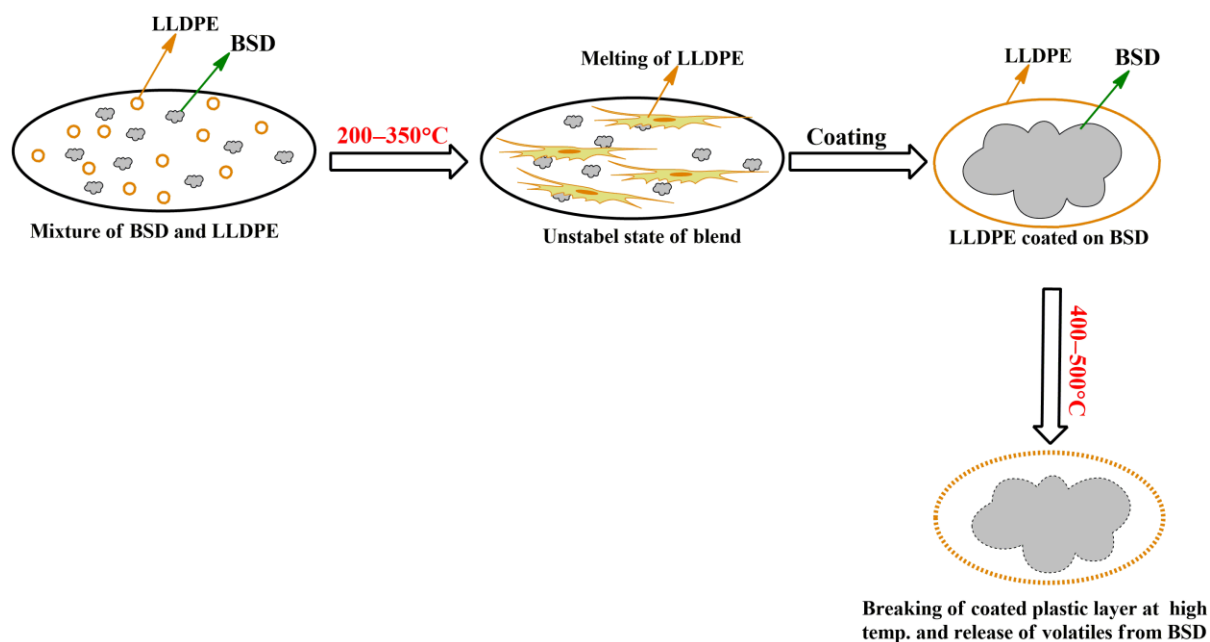 LLDPE
BSD
Mixture of BSD and LLDPE
200–350°C
Melting of LLDPE
Unstabel state of blend
Coating
LLDPE
BSD
LLDPE coated on BSD
400–500°C
Breaking of coated plastic layer at high
temp. and release of volatiles from BSD